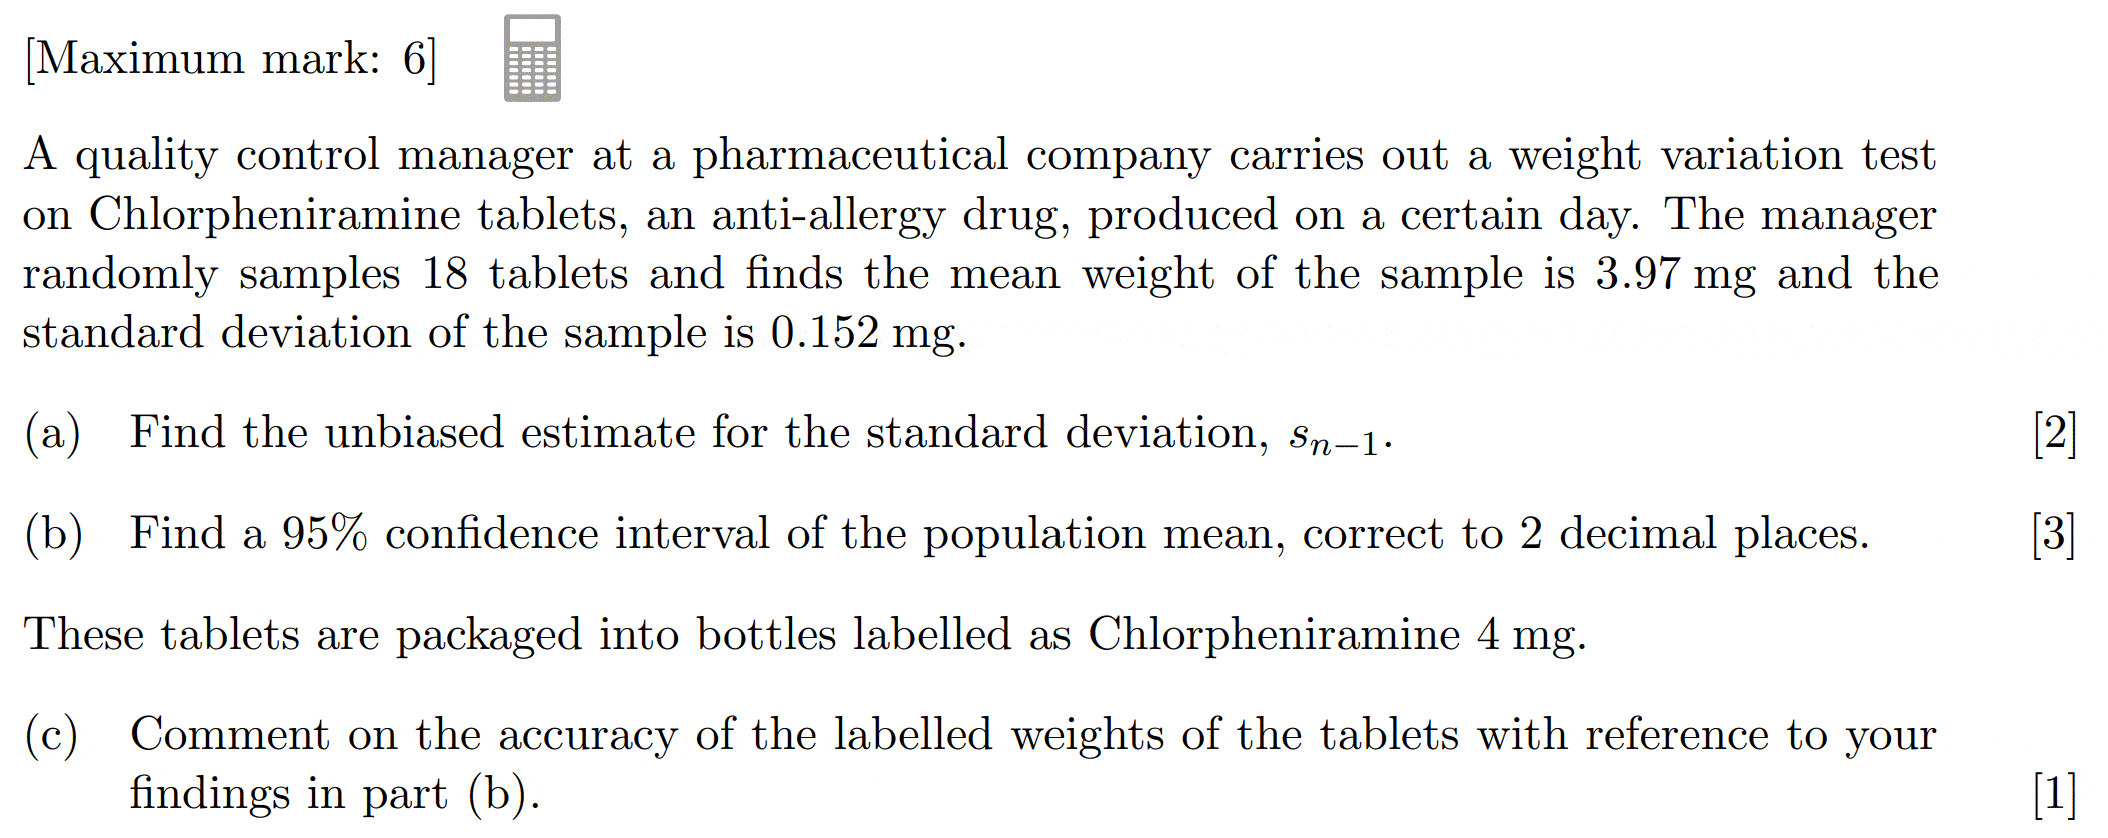 [Maximum mark: 6]
A quality control manager at a pharmaceutical company carries out a weight variation test
on Chlorpheniramine tablets, an anti-allergy drug, produced on a certain day. The manager
randomly samples 18 tablets and finds the mean weight of the sample is 3.97 mg and the
standard deviation of the sample is 0.152 mg.
(a) Find the unbiased estimate for the standard deviation, sₙ₋₁. [2]
(b) Find a 95% confidence interval of the population mean, correct to 2 decimal places. [3]
These tablets are packaged into bottles labelled as Chlorpheniramine 4 mg.
(c) Comment on the accuracy of the labelled weights of the tablets with reference to your
findings in part (b). [1]